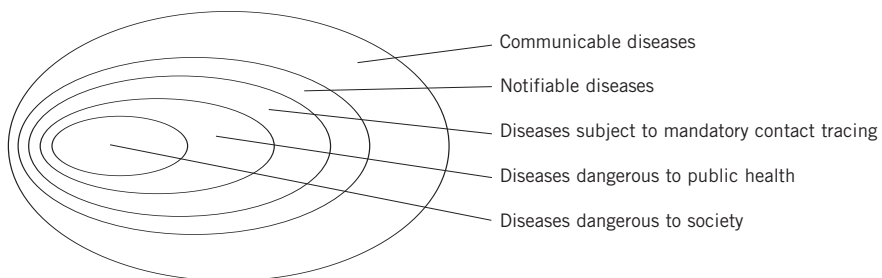 Communicable diseases
Notifiable diseases
Diseases subject to mandatory contact tracing
Diseases dangerous to public health
Diseases dangerous to society